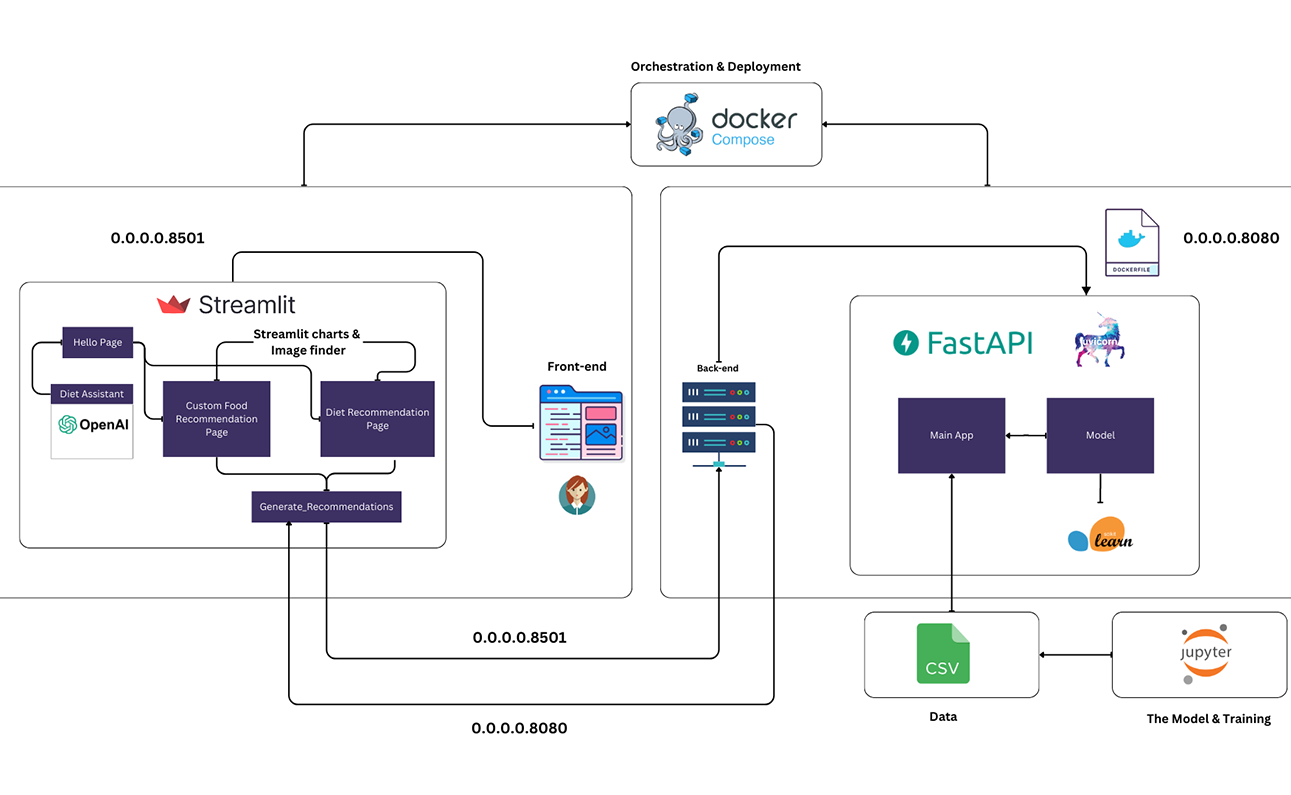 Orchestration & Deployment
docker
Compose
0.0.0.0.8501
Streamlit
Streamlit charts &
Image finder
Hello Page
Diet Assistant
OpenAI
Custom Food
Recommendation
Page
Diet Recommendation
Page
Generate_Recommendations
Front-end
Back-end
DOCKERFILE
0.0.0.0.8080
FastAPI
uvicorn
Main App
Model
learn
0.0.0.0.8501
0.0.0.0.8080
CSV
Data
jupyter
The Model & Training